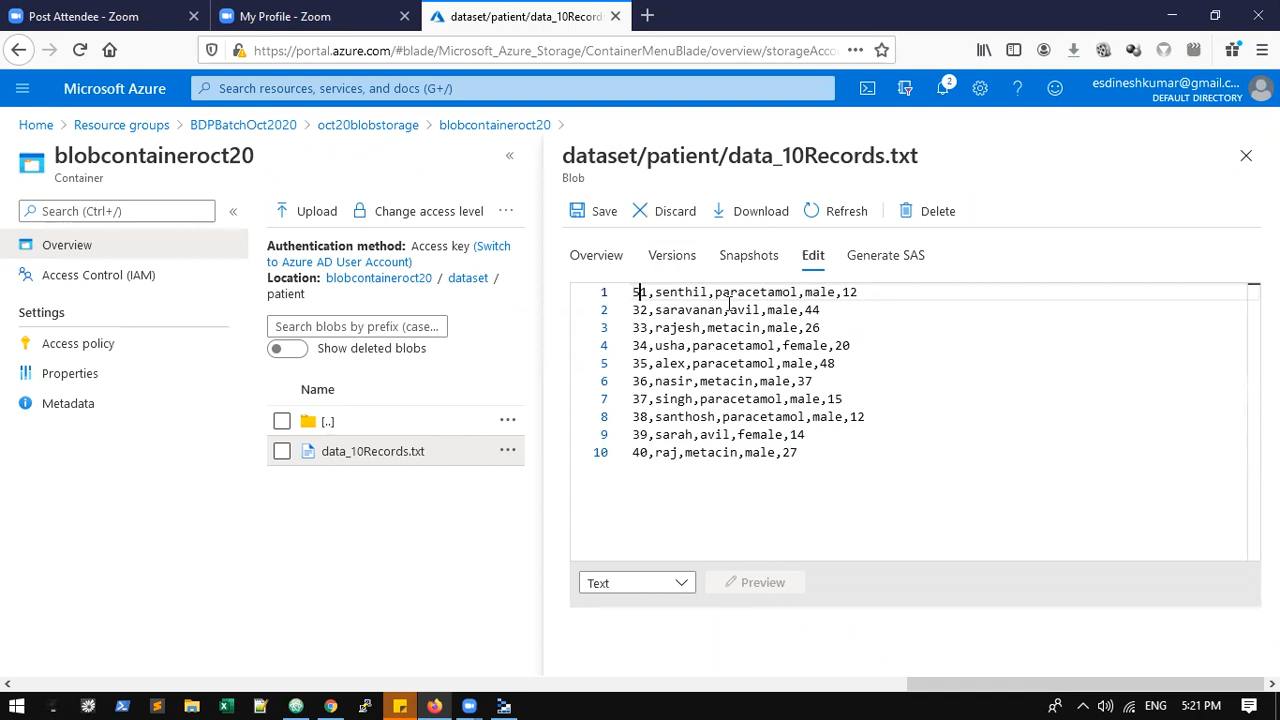 Post Attendee - Zoom
My Profile - Zoom
dataset/patient/data_10Record
https://portal.azure.com/#blade/Microsoft_Azure_Storage/ContainerMenuBlade/overview/storageAcco
Microsoft Azure
Search resources, services, and docs (G+/)
2
esdineshkumar@gmail.c...
DEFAULT DIRECTORY
Home > Resource groups > BDPBatchOct2020 > oct20blobstorage > blobcontaineroct20 >
blobcontaineroct20
Container
Search (Ctrl+/)
Overview
Access Control (IAM)
Settings
Access policy
Properties
Metadata
Upload
Change access level
Authentication method: Access key (Switch
to Azure AD User Account)
Location: blobcontaineroct20 / dataset /
patient
Search blobs by prefix (case...
Show deleted blobs
Name
[..]
data_10Records.txt
dataset/patient/data_10Records.txt
Blob
Save
Discard
Download
Refresh
Delete
Overview
Versions
Snapshots
Edit
Generate SAS
1 51,senthil,paracetamol,male,12
2 32,saravanan,avil,male,44
3 33,rajesh,metacin,male,26
4 34,usha,paracetamol,female,20
5 35,alex,paracetamol,male,48
6 36,nasir,metacin,male,37
7 37,singh,paracetamol,male,15
8 38,santhosh,paracetamol,male,12
9 39,sarah,avil,female,14
10 40,raj,metacin,male,27
Text
Preview
ENG
5:21 PM